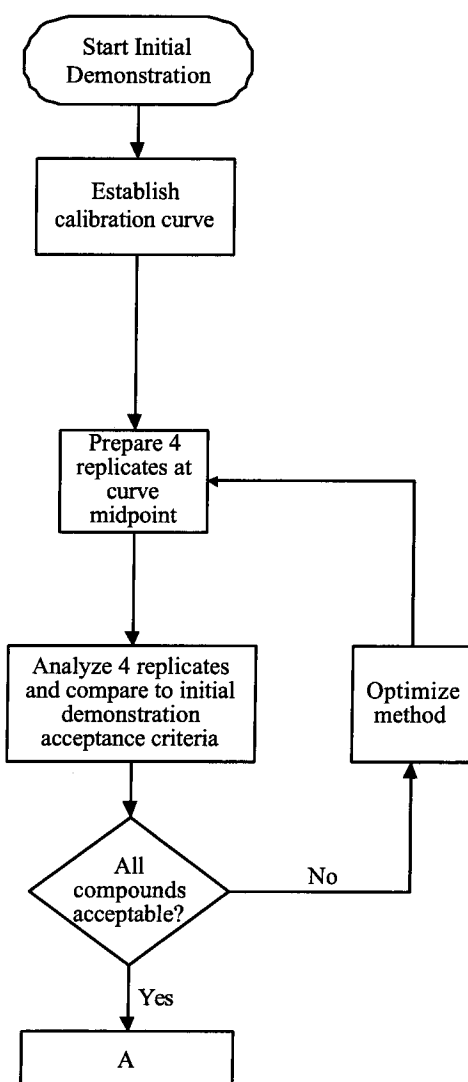 Start Initial
Demonstration
Establish
calibration curve
Prepare 4
replicates at
curve
midpoint
Analyze 4 replicates
and compare to initial
demonstration
acceptance criteria
Optimize
method
All
compounds
acceptable?
No
Yes
A